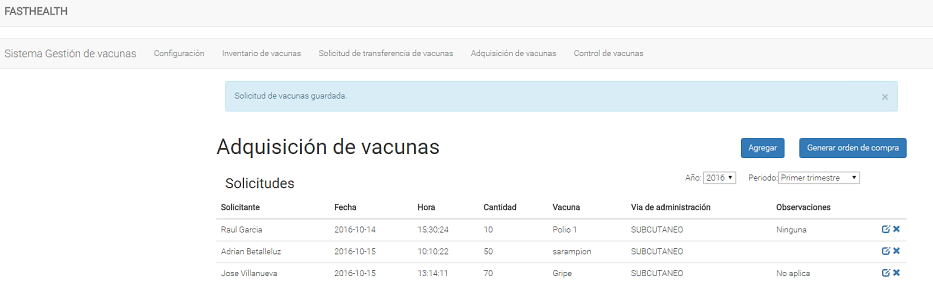 FASTHEALTH
Sistema Gestión de vacunas Configuración Inventario de vacunas Solicitud de transferencia de vacunas Adquisición de vacunas Control de vacunas
Solicitud de vacunas guardada. ×
Adquisición de vacunas Agregar Generar orden de compra
Solicitudes Año: 2016 Periodo: Primer trimestre
Solicitante Fecha Hora Cantidad Vacuna Via de administración Observaciones
Raul Garcia 2016-10-14 15:30:24 10 Polio 1 SUBCUTANEO Ninguna
Adrian Betalleluz 2016-10-15 10:10:22 50 sarampion SUBCUTANEO
Jose Villanueva 2016-10-15 13:14:11 70 Gripe SUBCUTANEO No aplica